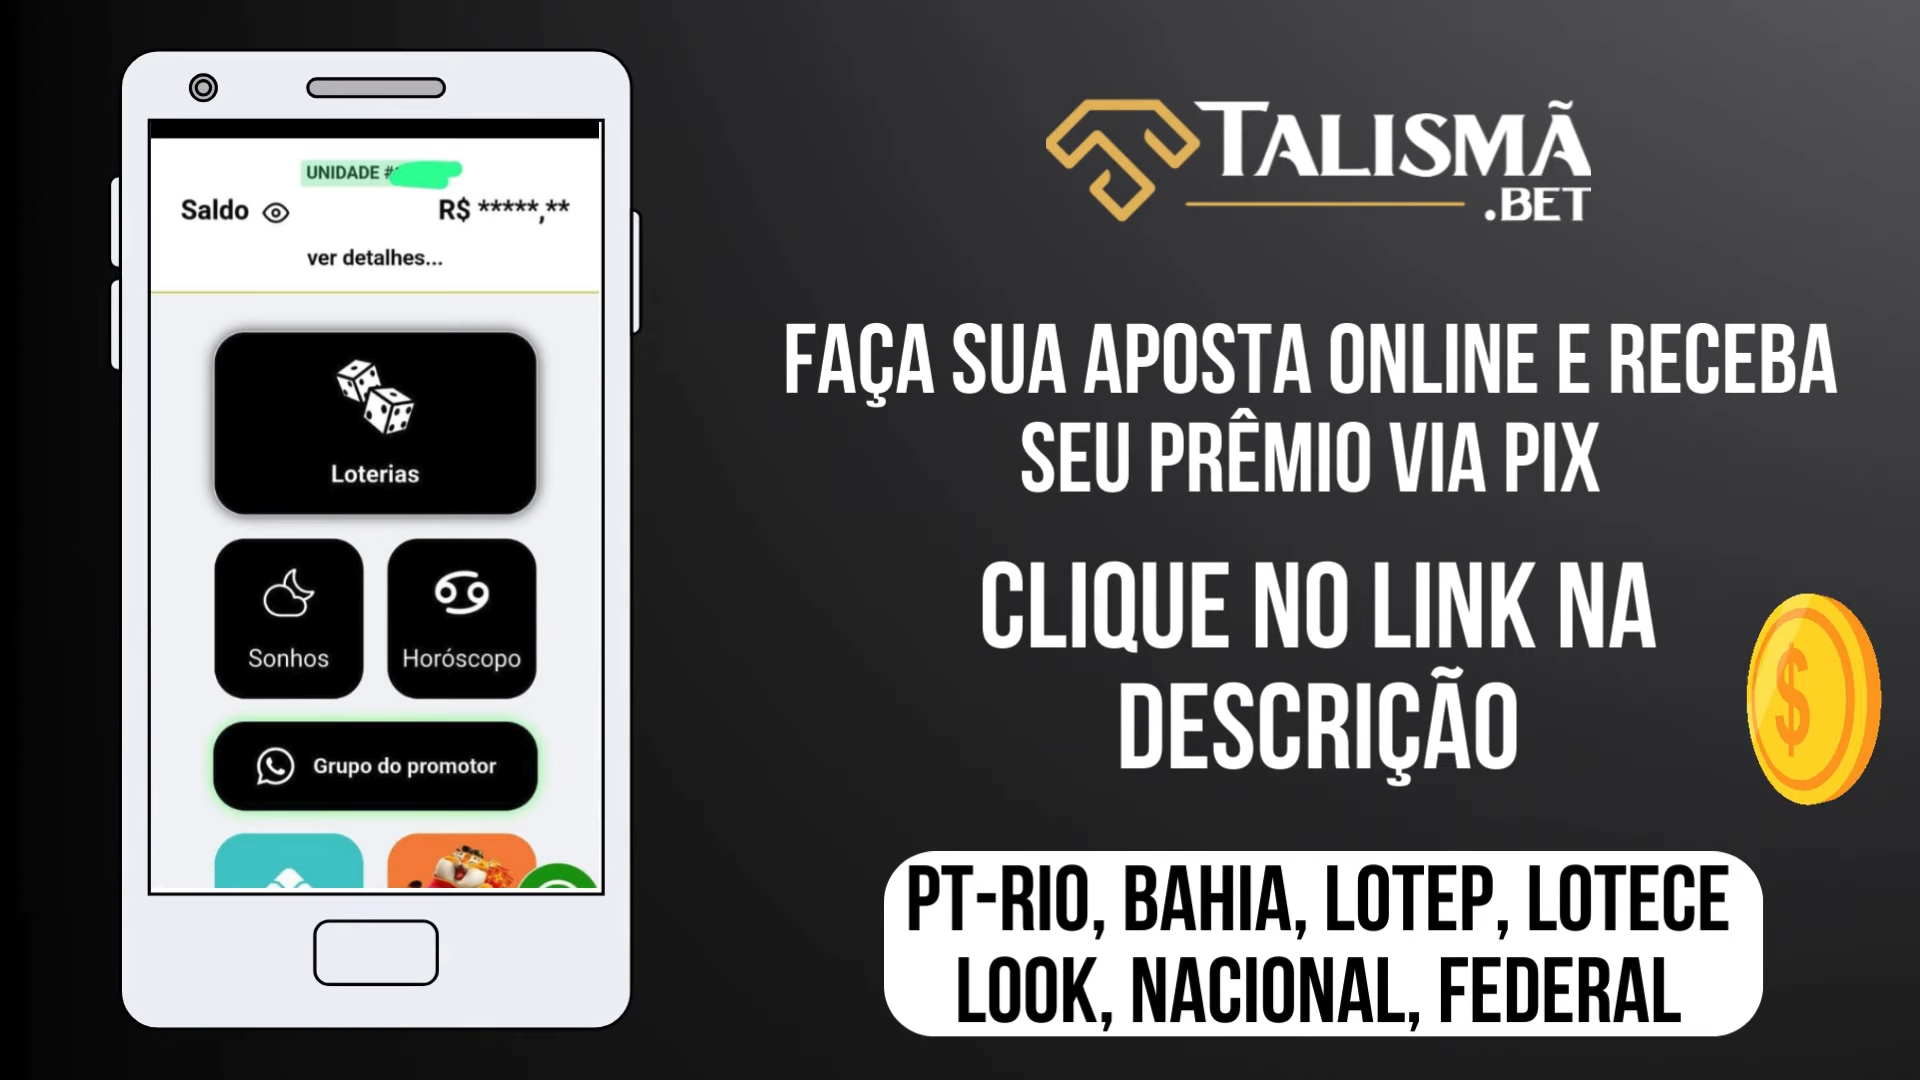 UNIDADE #
Saldo
R$ *****,**
ver detalhes...
Loterias
Sonhos
Horóscopo
Grupo do promotor
TALISMÃ
.BET
FAÇA SUA APOSTA ONLINE E RECEBA
SEU PRÊMIO VIA PIX
CLIQUE NO LINK NA
DESCRIÇÃO
$
PT-RIO, BAHIA, LOTEP, LOTECE
LOOK, NACIONAL, FEDERAL